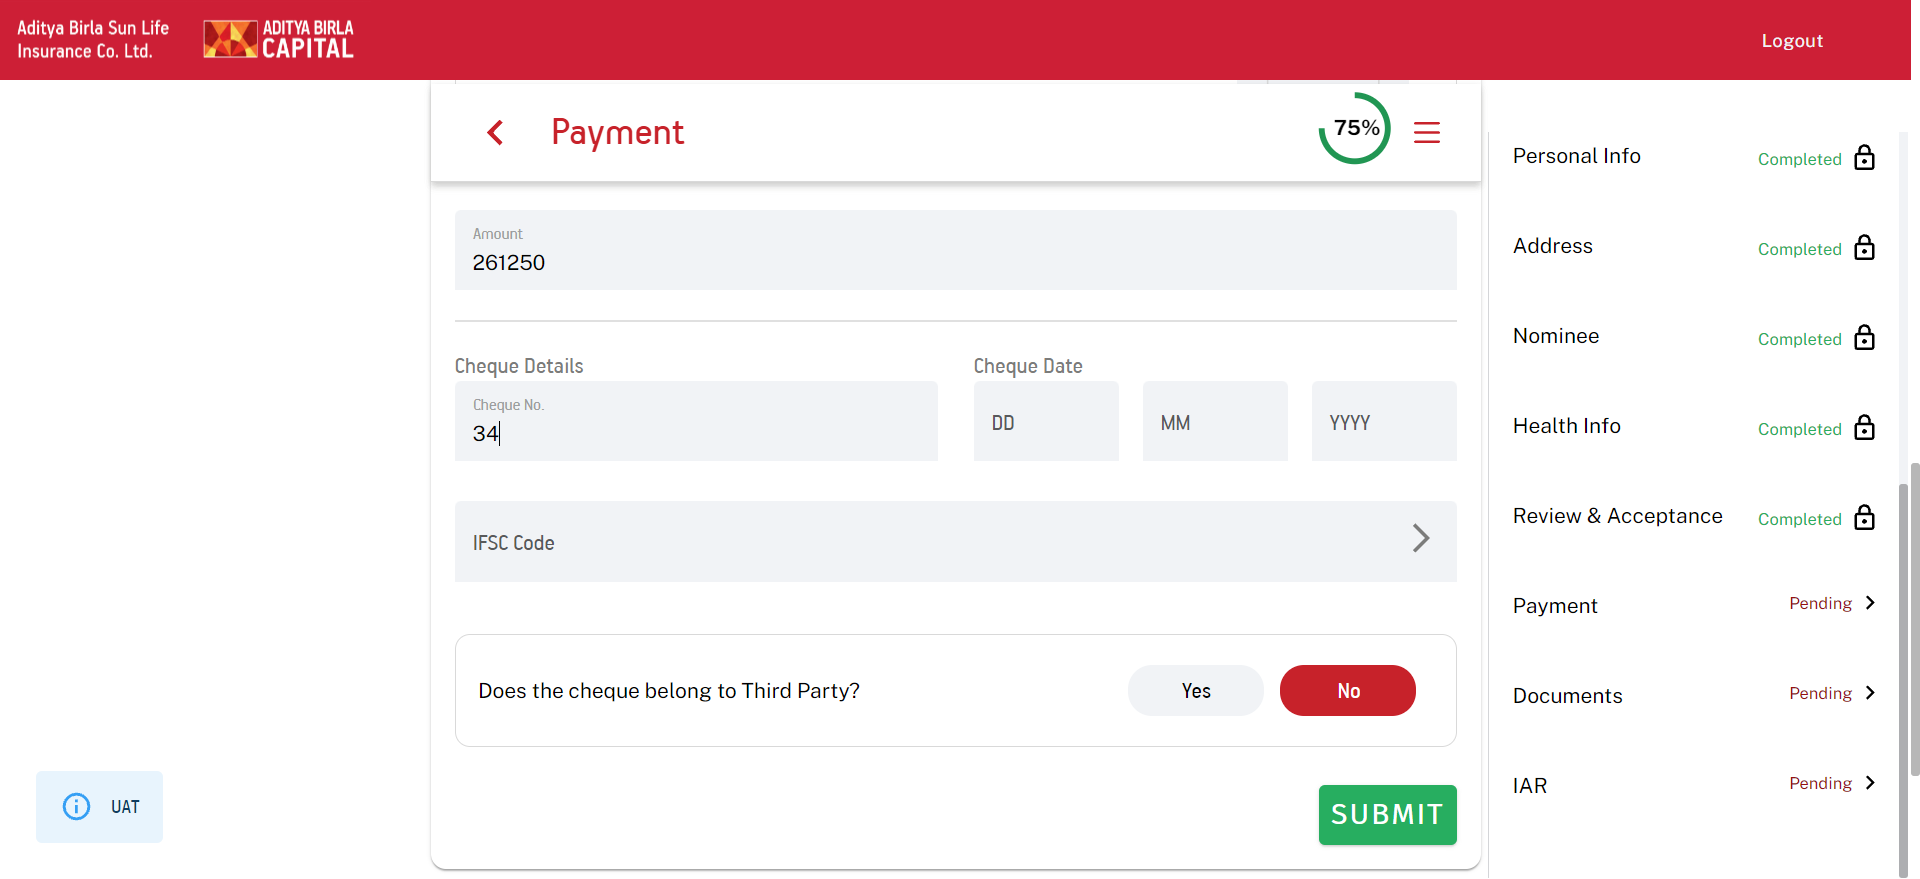 Aditya Birla Sun Life
Insurance Co. Ltd.
ADITYA BIRLA
CAPITAL
Logout
Payment
75%
Amount
261250
Cheque Details
Cheque No.
34
Cheque Date
DD
MM
YYYY
IFSC Code
Does the cheque belong to Third Party?
Yes
No
SUBMIT
UAT
Personal Info
Completed
Address
Completed
Nominee
Completed
Health Info
Completed
Review & Acceptance
Completed
Payment
Pending
Documents
Pending
IAR
Pending